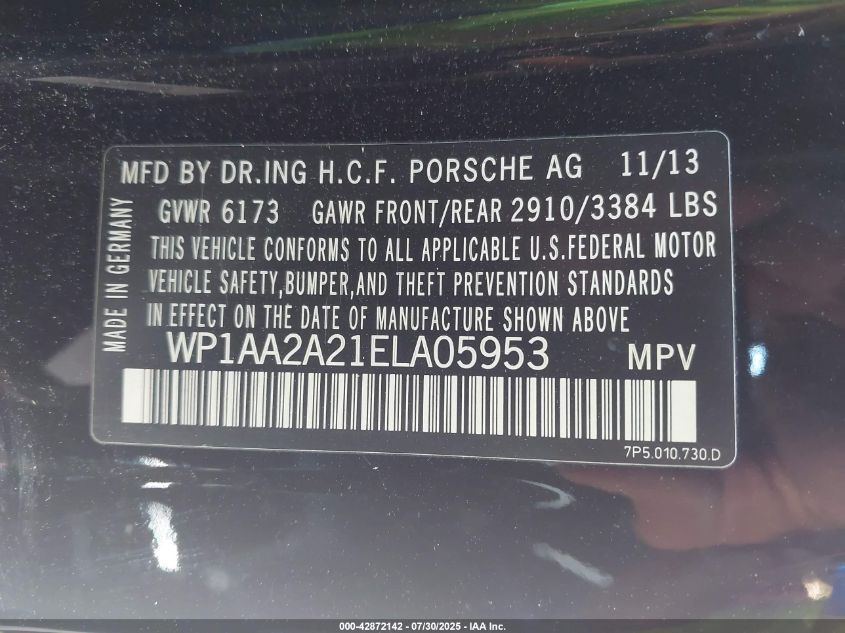 MFD BY DR.ING H.C.F. PORSCHE AG 11/13
GVWR 6173 GAWR FRONT/REAR 2910/3384 LBS
THIS VEHICLE CONFORMS TO ALL APPLICABLE U.S.FEDERAL MOTOR
VEHICLE SAFETY,BUMPER,AND THEFT PREVENTION STANDARDS
IN EFFECT ON THE DATE OF MANUFACTURE SHOWN ABOVE
MADE IN GERMANY
WP1AA2A21ELA05953 MPV
7P5.010.730.D
000-42872142 - 07/30/2025 - IAA Inc.